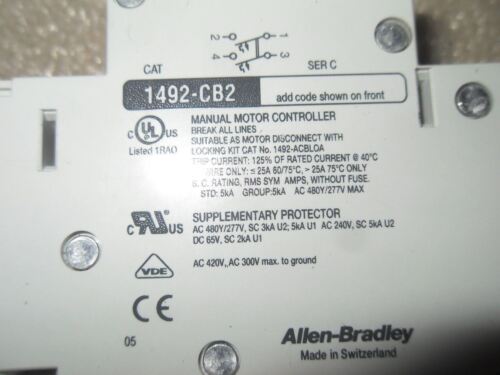 2 1
4 3
CAT SER C
1492-CB2 add code shown on front
C UL US
Listed 1RA0
MANUAL MOTOR CONTROLLER
BREAK ALL LINES
SUITABLE AS MOTOR DISCONNECT WITH
LOCKING KIT CAT No. 1492-ACBLOA
TRIP CURRENT: 125% OF RATED CURRENT @ 40°C
WIRE ONLY: ≤ 25A 60/75°C, > 25A 75°C ONLY
S.C. RATING, RMS SYM AMPS, WITHOUT FUSE.
STD: 5kA GROUP:5kA AC 480Y/277V MAX
C US
SUPPLEMENTARY PROTECTOR
AC 480Y/277V, SC 3kA U2; 5kA U1 AC 240V, SC 5kA U2
DC 65V, SC 2kA U1
VDE
AC 420V,, AC 300V max. to ground
CE
05
Allen-Bradley
Made in Switzerland